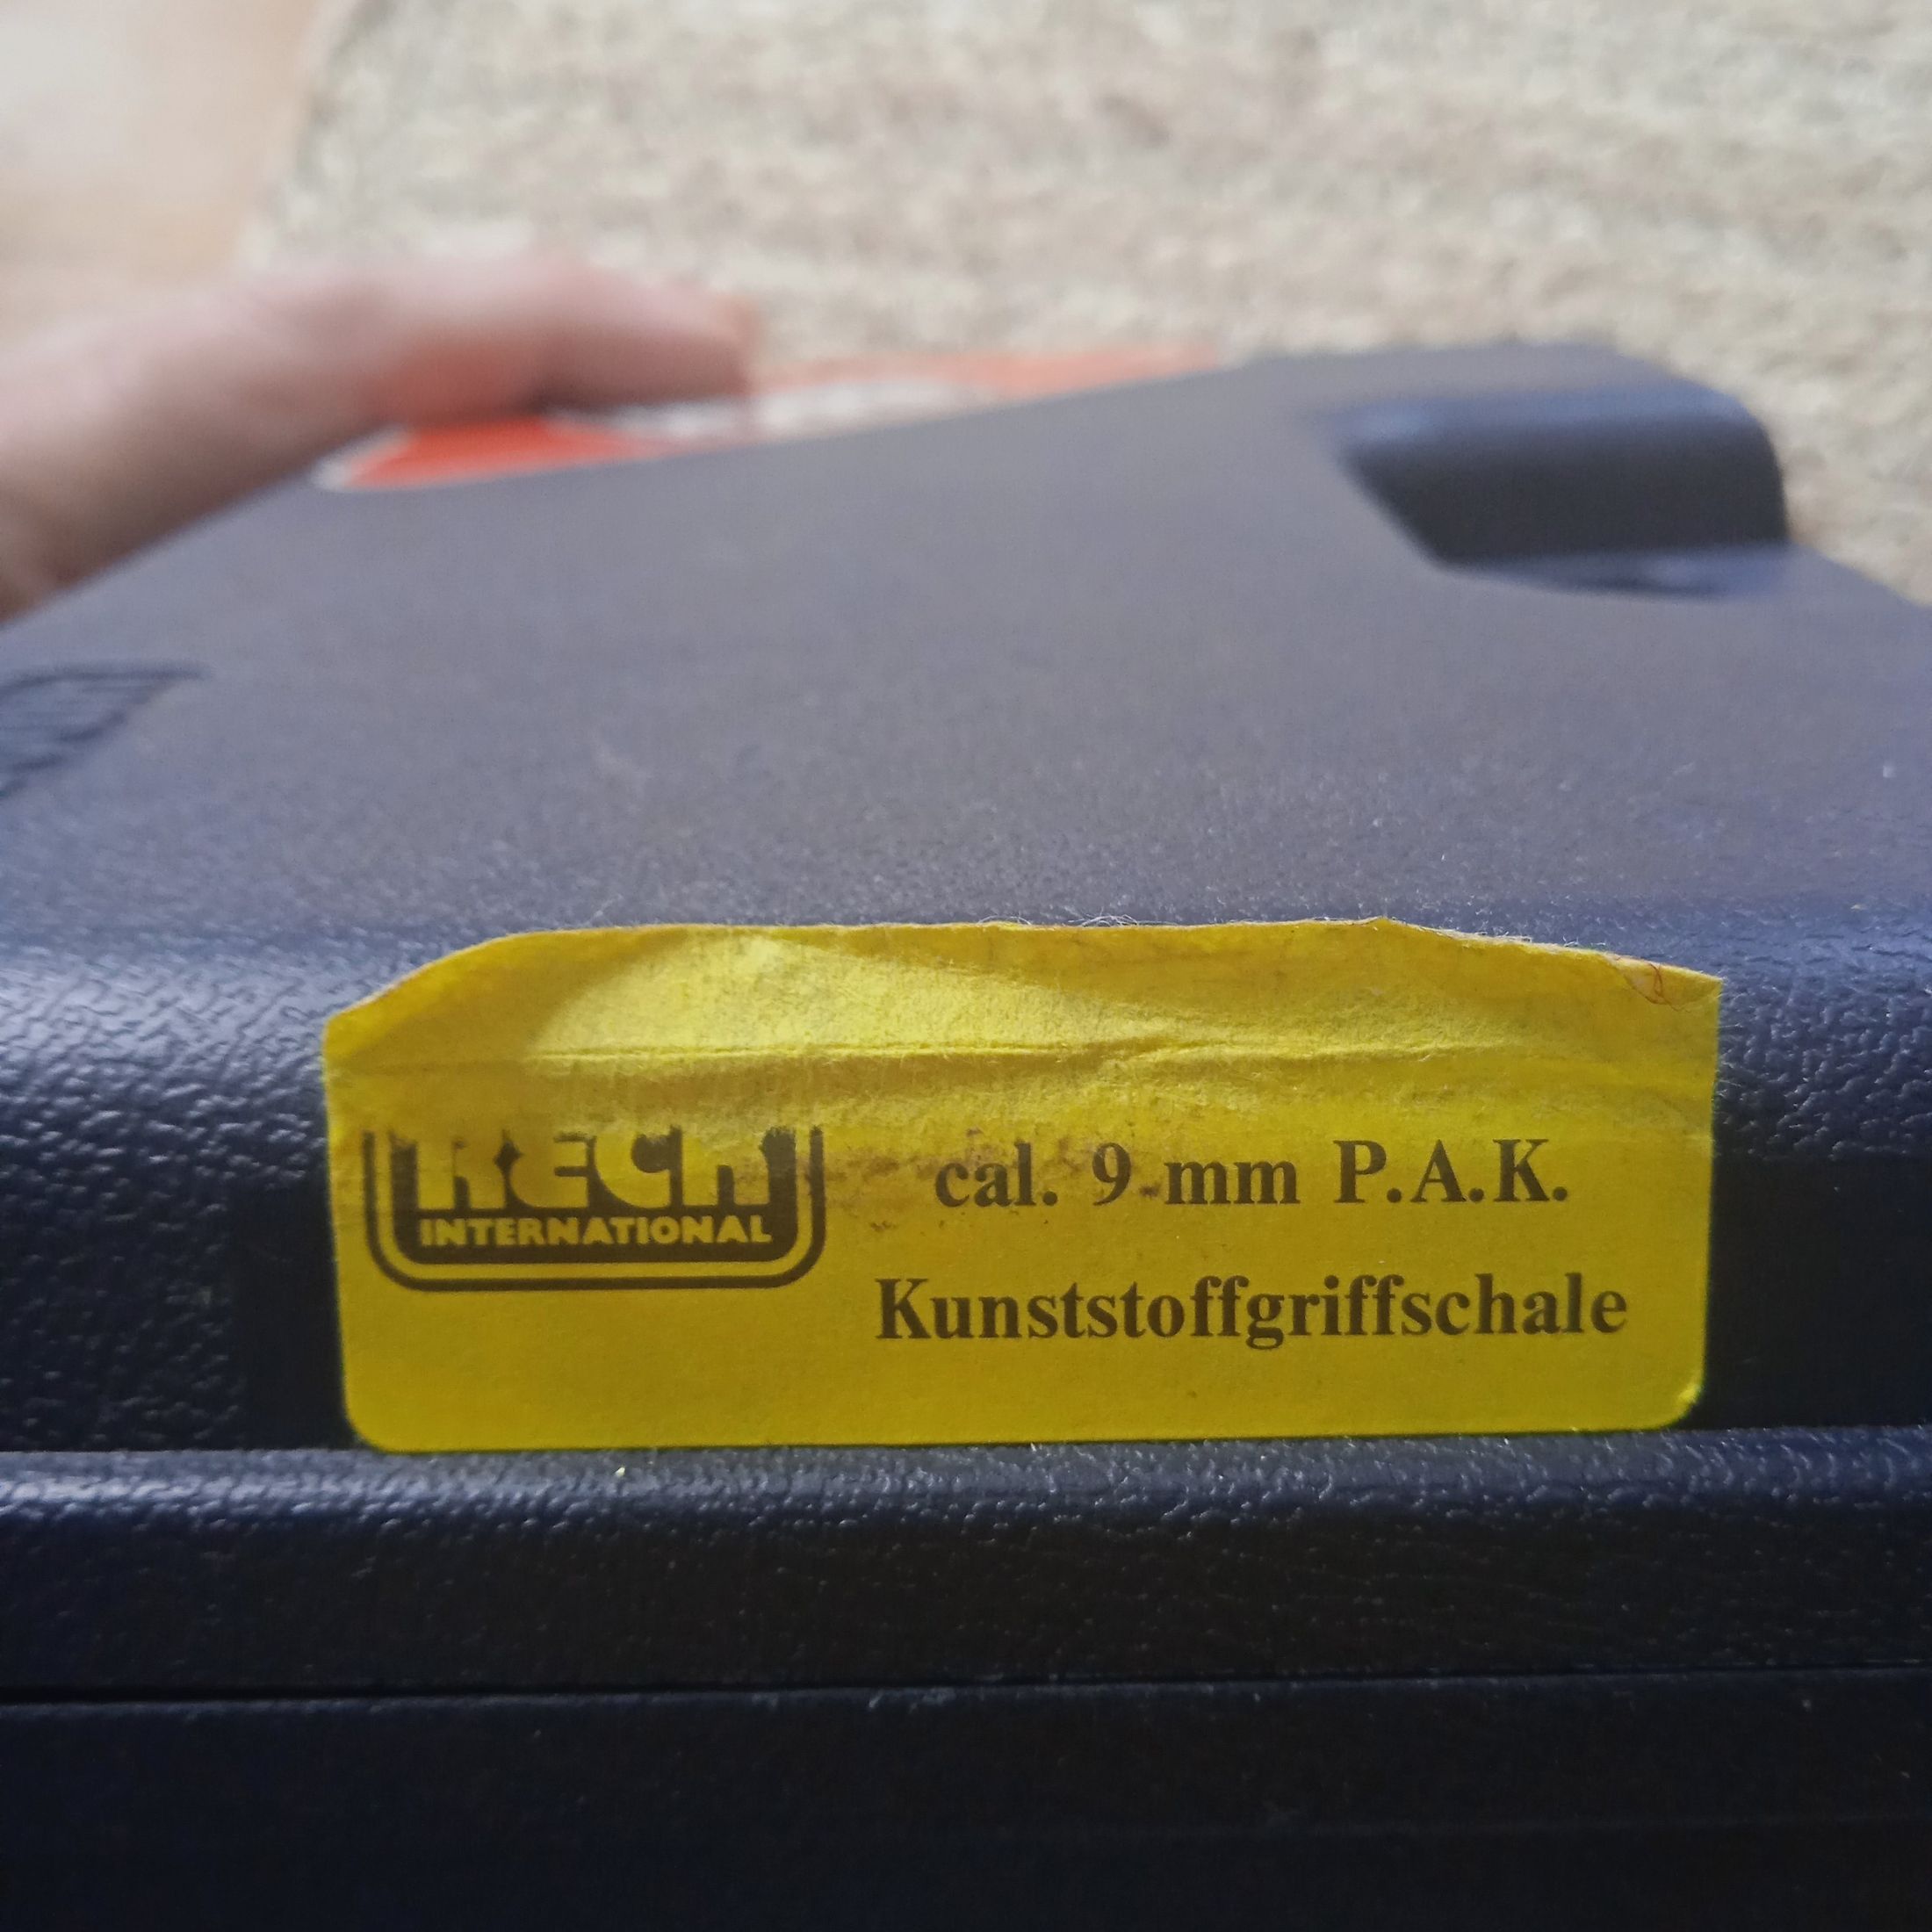 RECK
INTERNATIONAL
cal. 9 mm P.A.K.
Kunststoffgriffschale